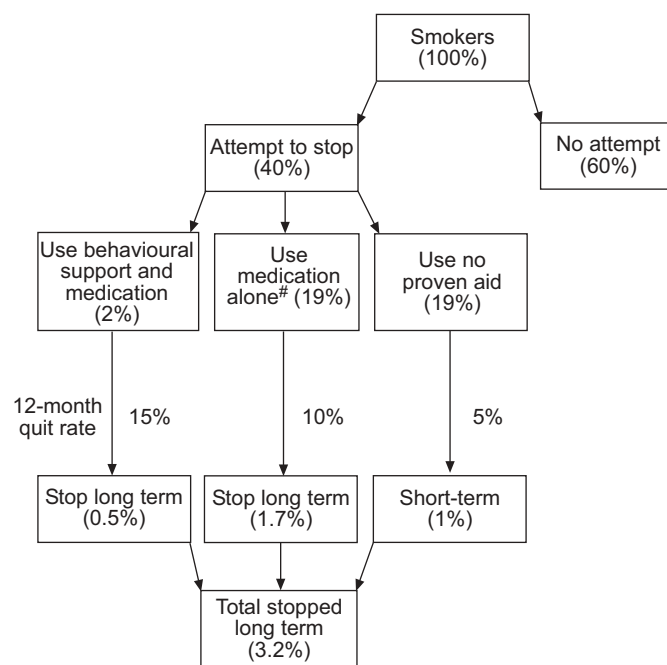 Smokers
(100%)
Attempt to stop
(40%)
No attempt
(60%)
Use behavioural
support and
medication
(2%)
Use
medication
alone# (19%)
Use no
proven aid
(19%)
12-month
quit rate
15%
10%
5%
Stop long term
(0.5%)
Stop long term
(1.7%)
Short-term
(1%)
Total stopped
long term
(3.2%)